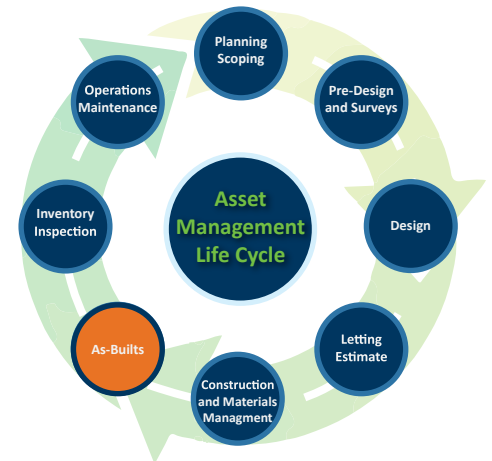 Planning
Scoping
Pre-Design
and Surveys
Design
Letting
Estimate
Construction
and Materials
Managment
As-Builts
Inventory
Inspection
Operations
Maintenance
Asset
Management
Life Cycle